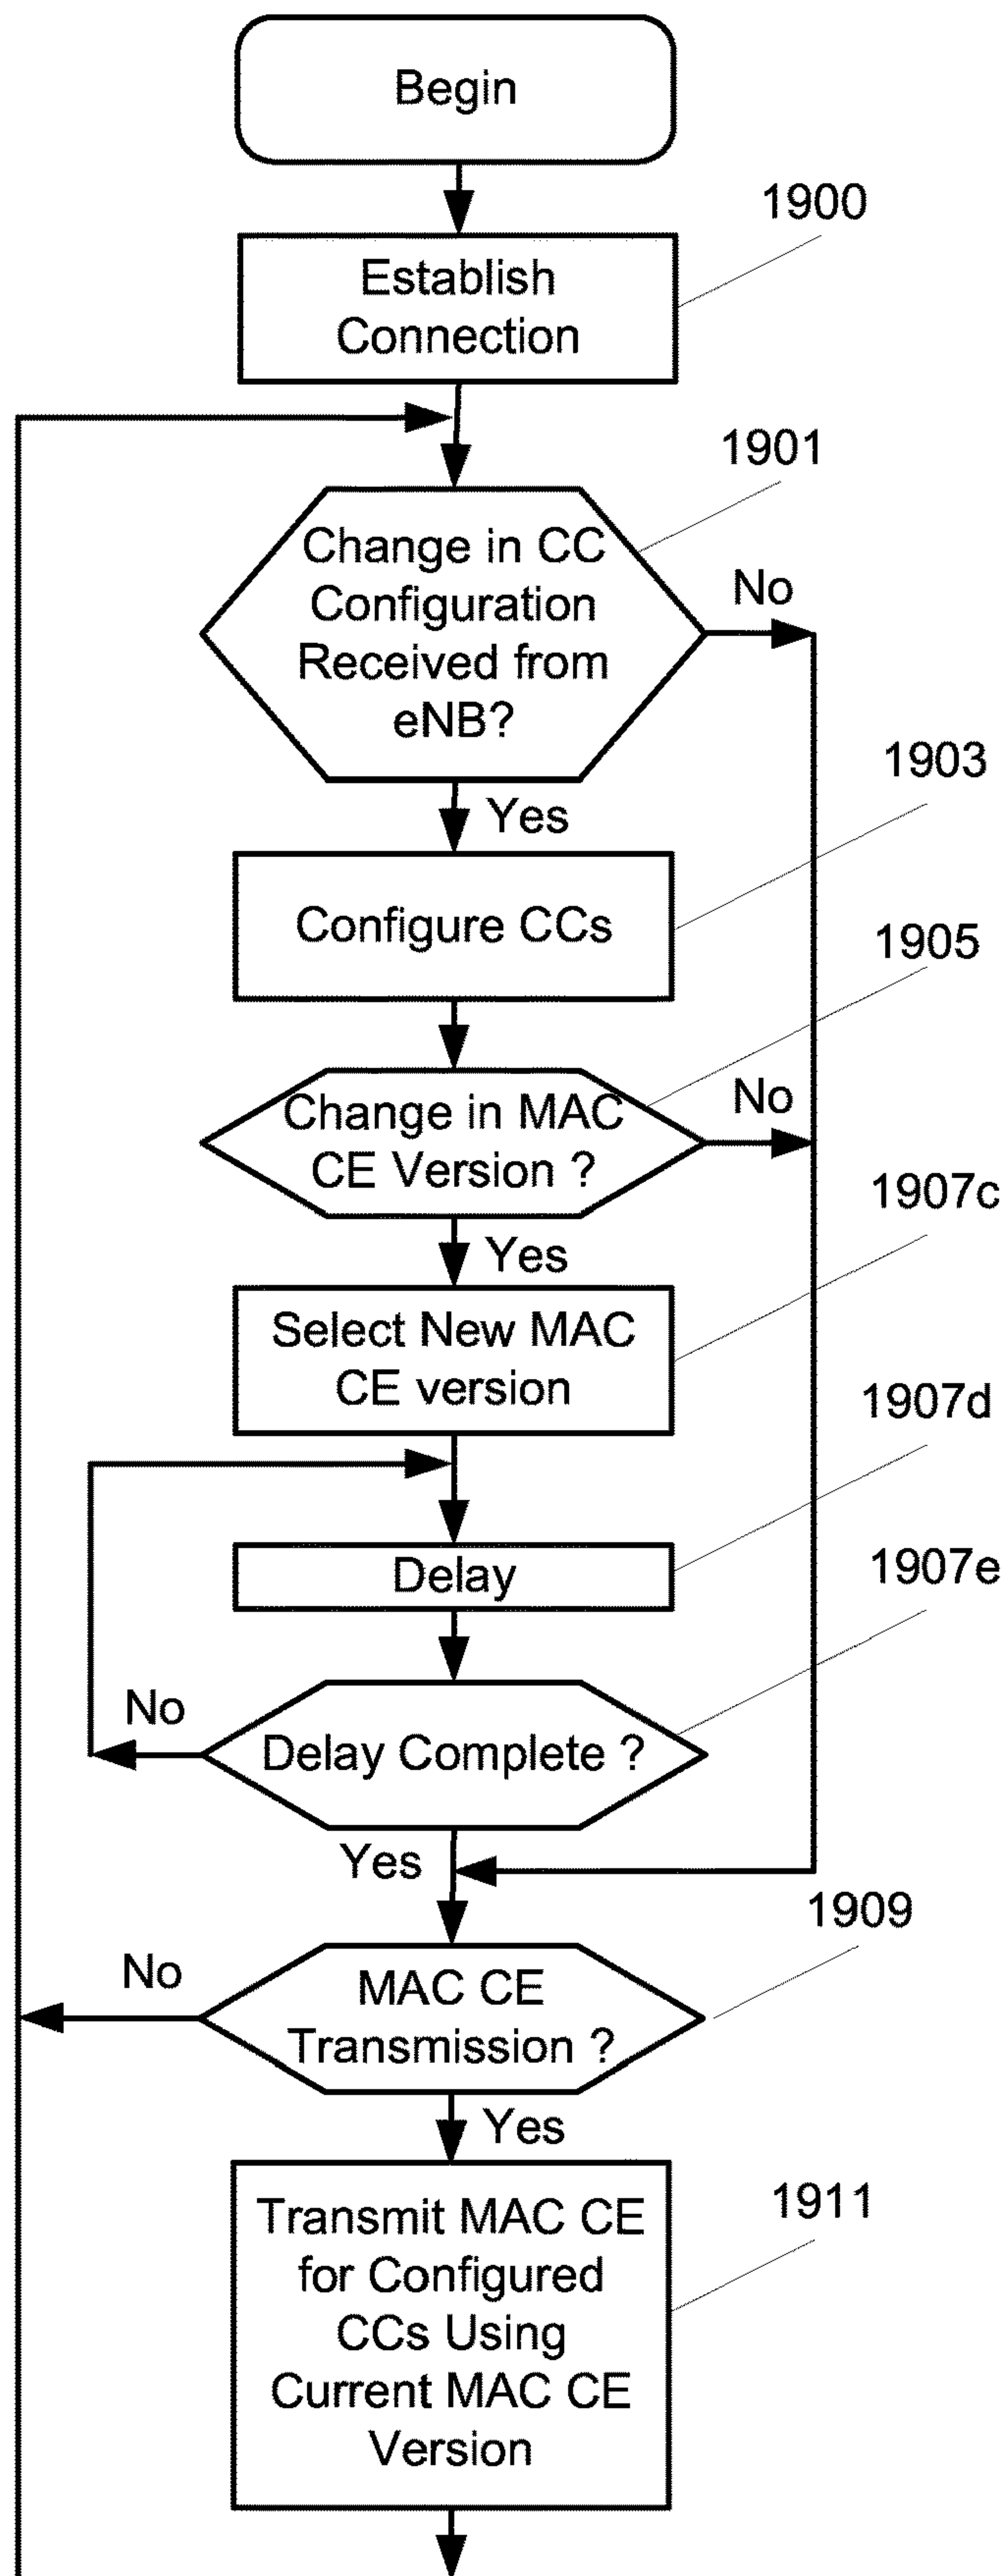 Begin
1900
Establish
Connection
1901
Change in CC
Configuration
Received from
eNB?
No
Yes
1903
Configure CCs
1905
Change in MAC
CE Version ?
No
Yes
1907c
Select New MAC
CE version
1907d
Delay
1907e
Delay Complete ?
No
Yes
1909
MAC CE
Transmission ?
No
Yes
1911
Transmit MAC CE
for Configured
CCs Using
Current MAC CE
Version